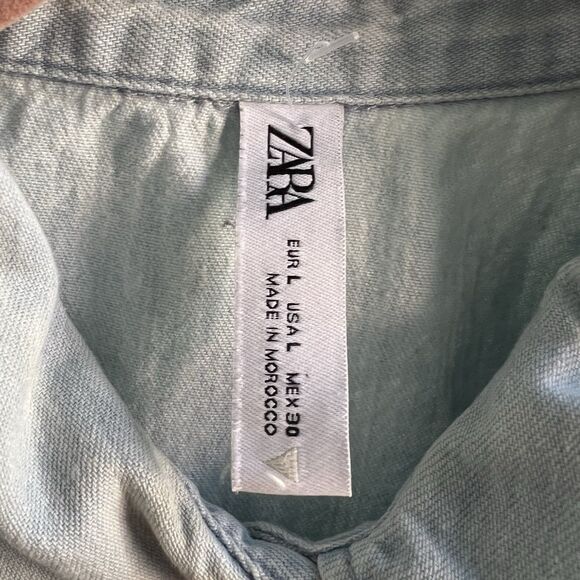 ZARA
EUR L USA L MEX 30
MADE IN MOROCCO